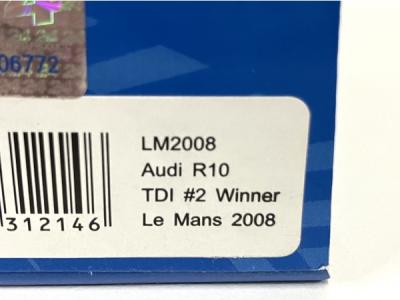 06772
LM2008
Audi R10
TDI #2 Winner
Le Mans 2008
312146